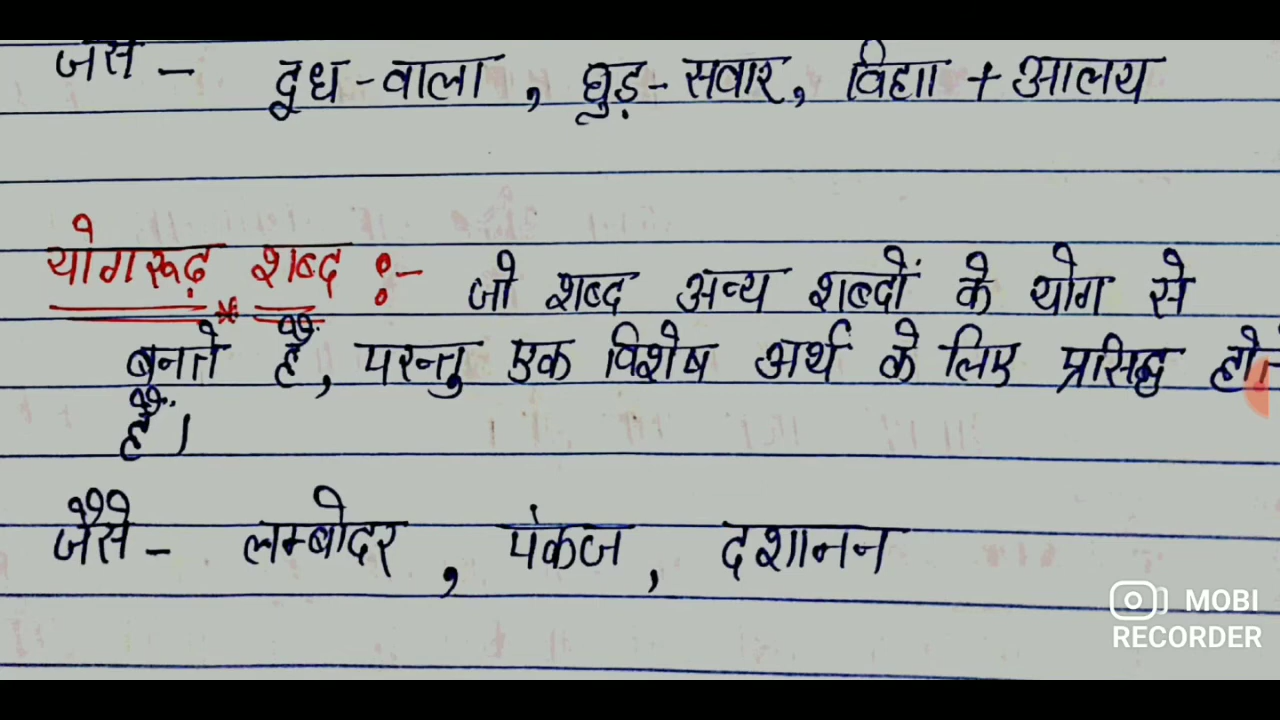 जैसे - दूध-वाला, घुड़-सवार, विद्या + आलय
योगरूढ़ शब्द :- जो शब्द अन्य शब्दों के योग से
बनते हैं, परन्तु एक विशेष अर्थ के लिए प्रसिद्ध हो
हैं।
जैसे - लम्बोदर, पंकज, दशानन
MOBI
RECORDER